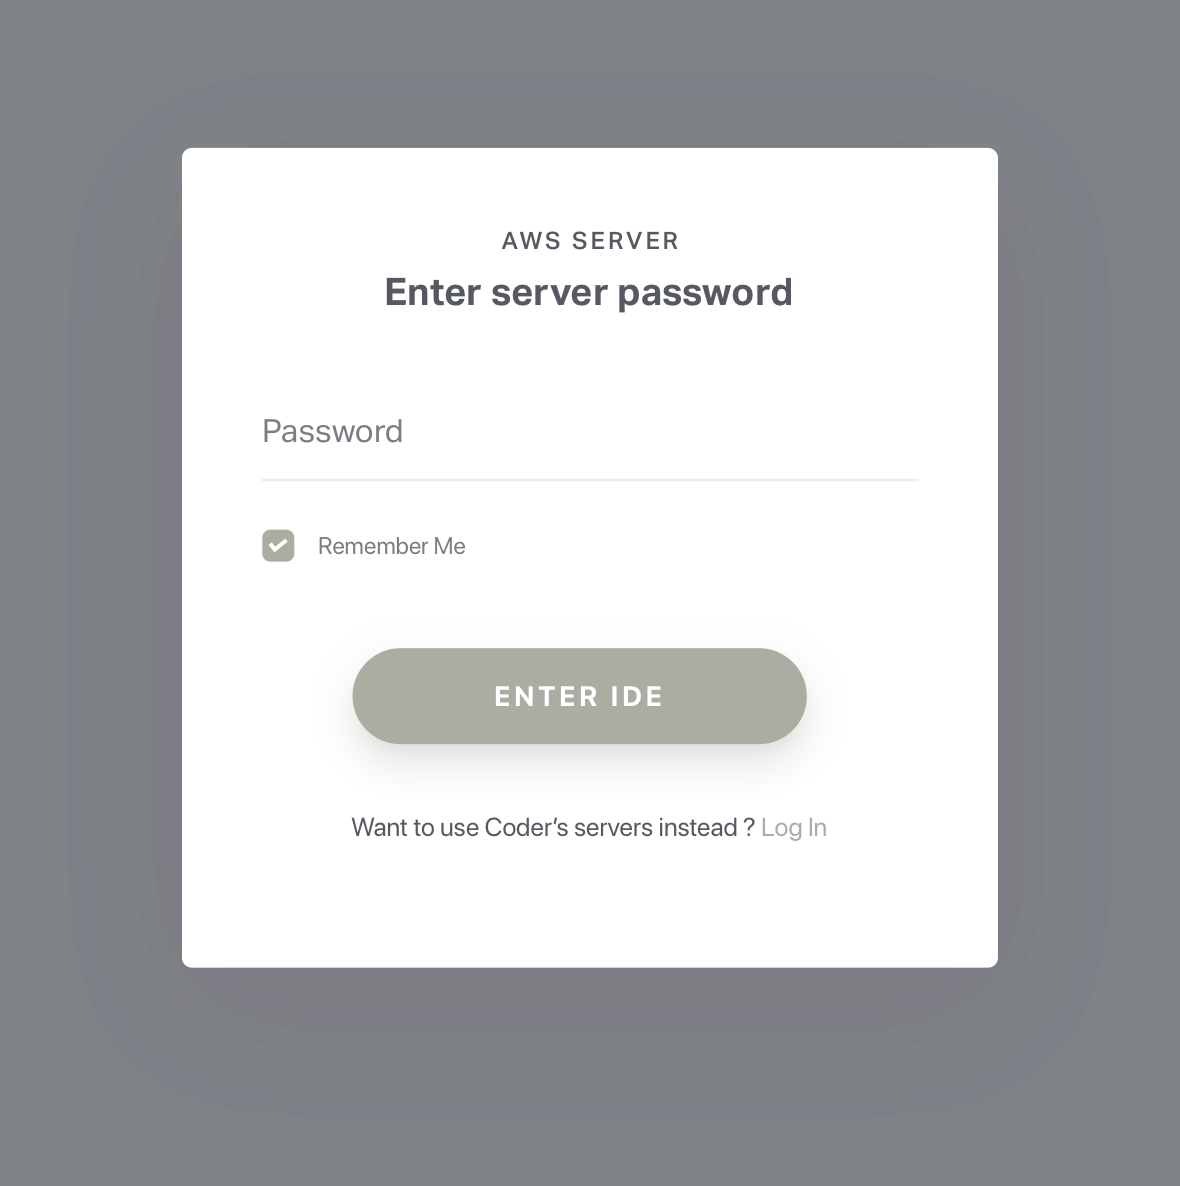 AWS SERVER
Enter server password
Password
Remember Me
ENTER IDE
Want to use Coder’s servers instead ? Log In